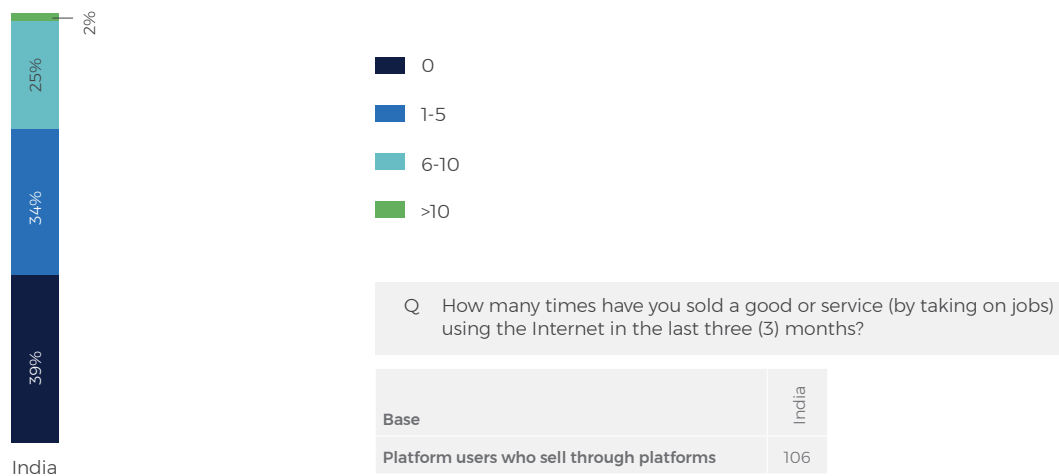 2%
25%
34%
39%
India
0
1-5
6-10
>10
Q How many times have you sold a good or service (by taking on jobs)
using the Internet in the last three (3) months?
Base India
Platform users who sell through platforms 106